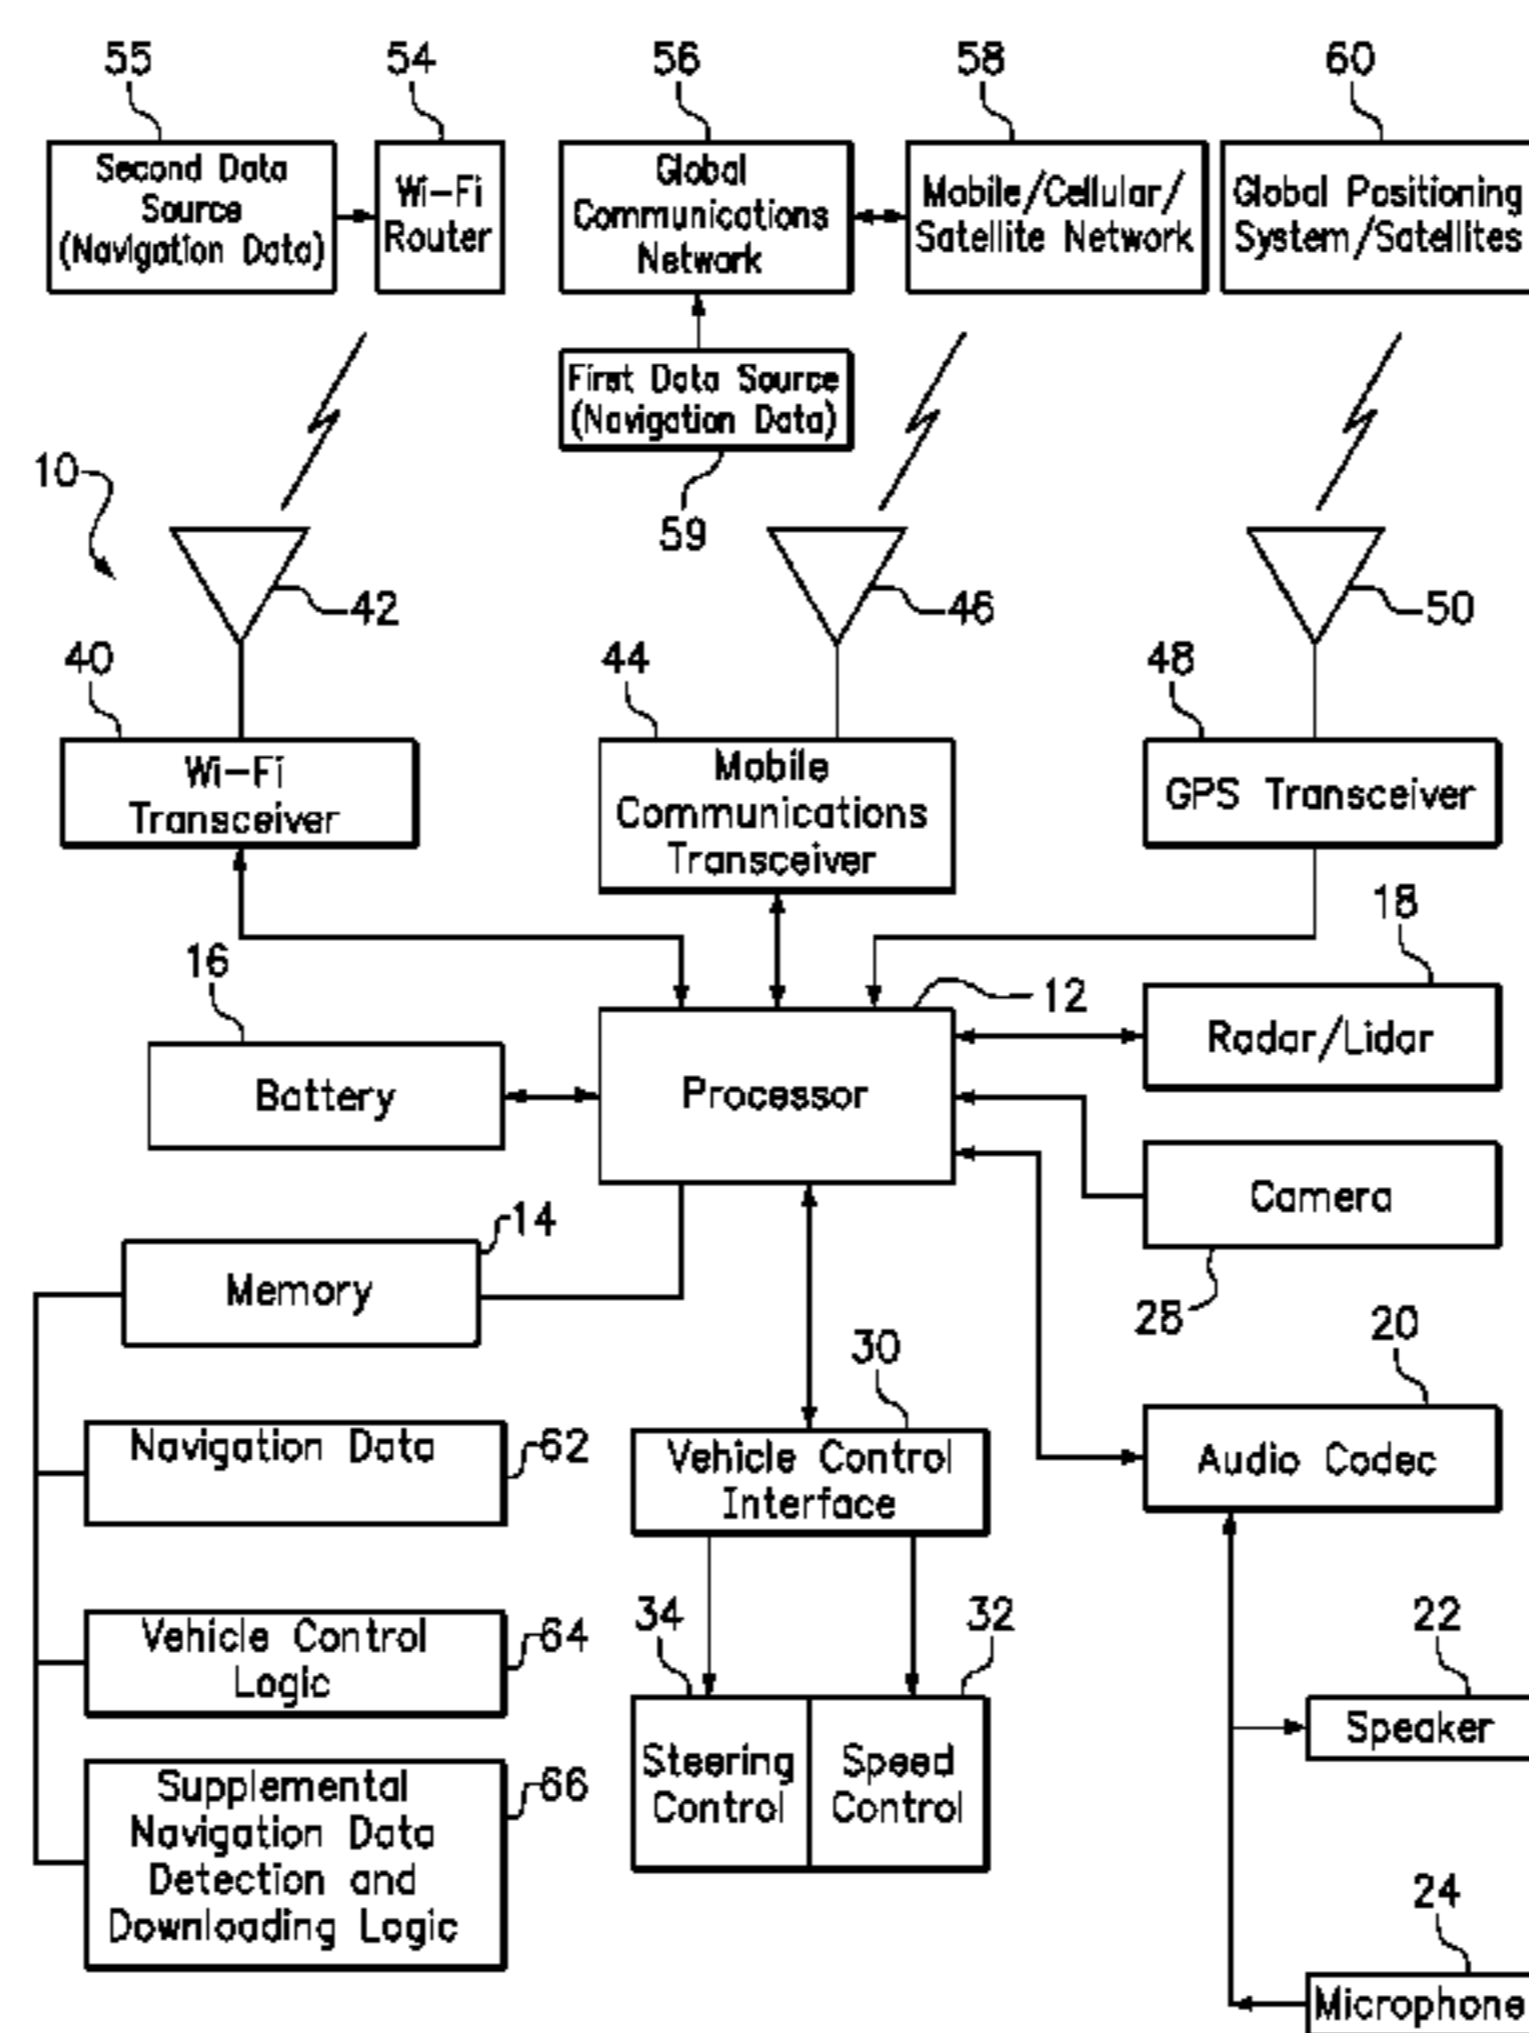 55
54
56
58
60
Second Data
Source
(Navigation Data)
Wi-Fi
Router
Global
Communications
Network
Mobile/Cellular/
Satellite Network
Global Positioning
System/Satellites
First Data Source
(Navigation Data)
59
10
42
46
50
40
44
48
Wi-Fi
Transceiver
Mobile
Communications
Transceiver
GPS Transceiver
18
16
12
Radar/Lidar
Battery
Processor
Camera
28
14
Memory
30
20
Navigation Data
62
Vehicle Control
Interface
Audio Codec
Vehicle Control
Logic
64
34
32
22
Steering
Control
Speed
Control
Speaker
Supplemental
Navigation Data
Detection and
Downloading Logic
66
24
Microphone